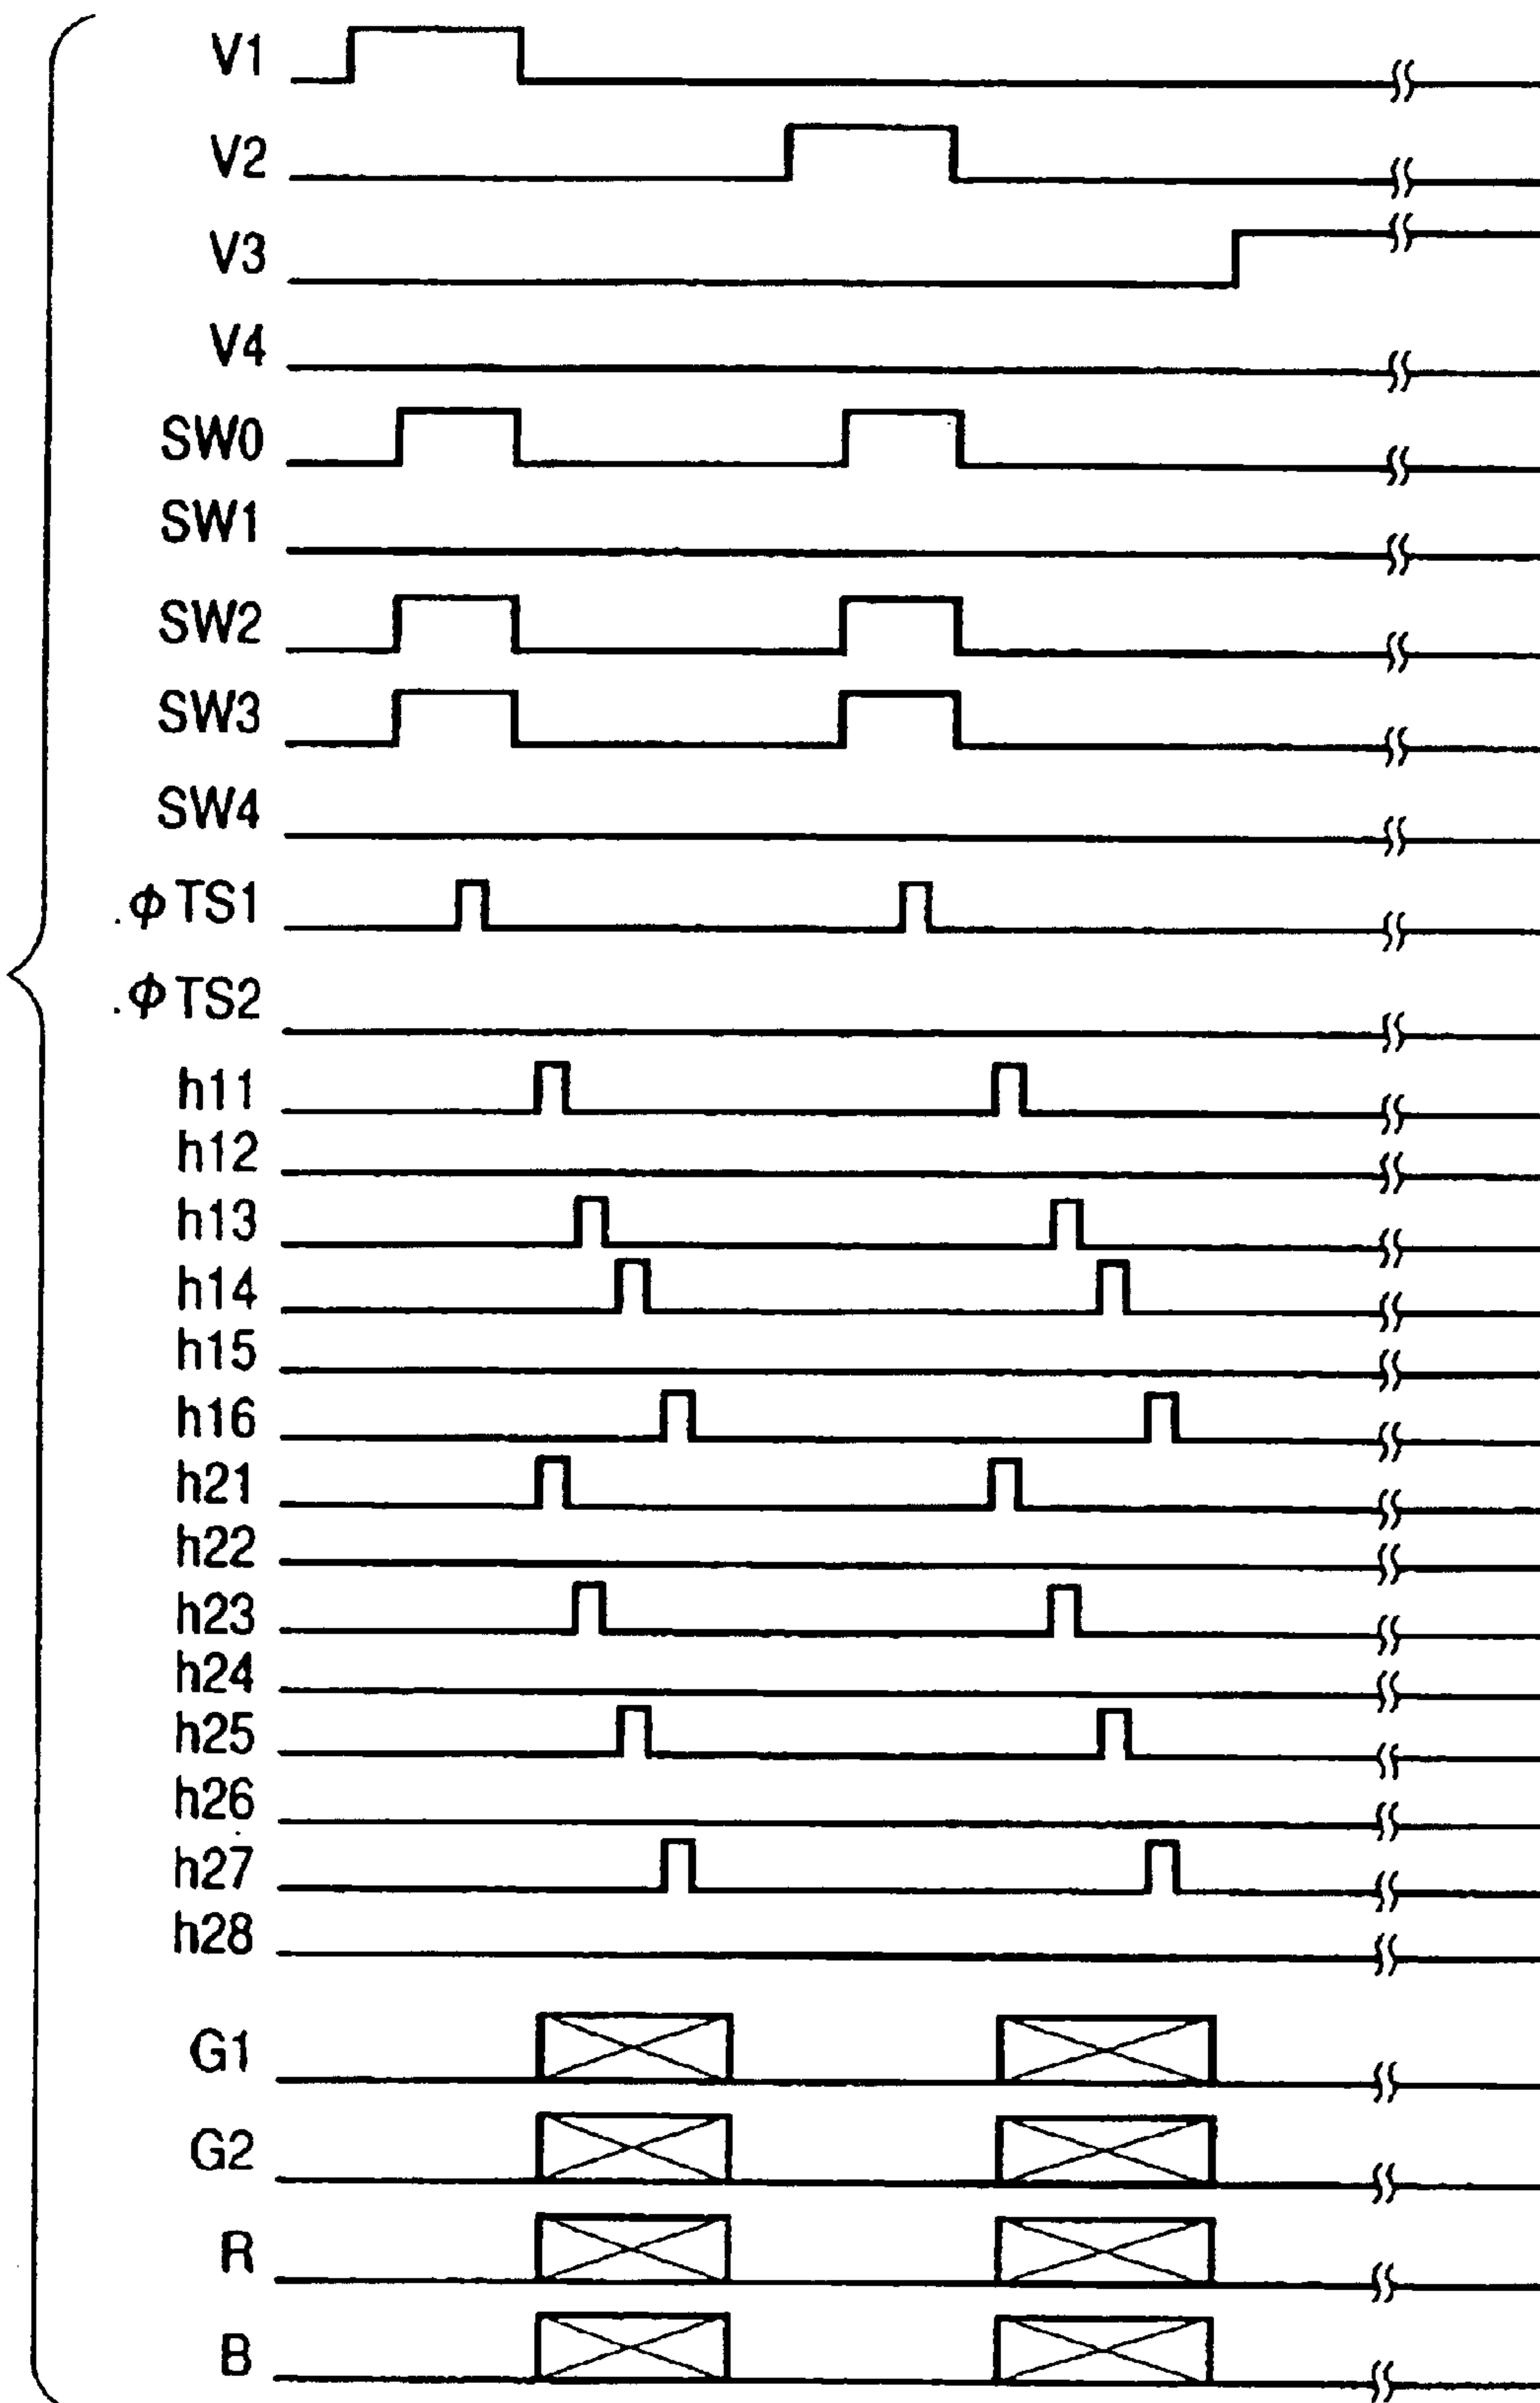 V1
V2
V3
V4
SW0
SW1
SW2
SW3
SW4
φTS1
φTS2
h11
h12
h13
h14
h15
h16
h21
h22
h23
h24
h25
h26
h27
h28
G1
G2
R
B